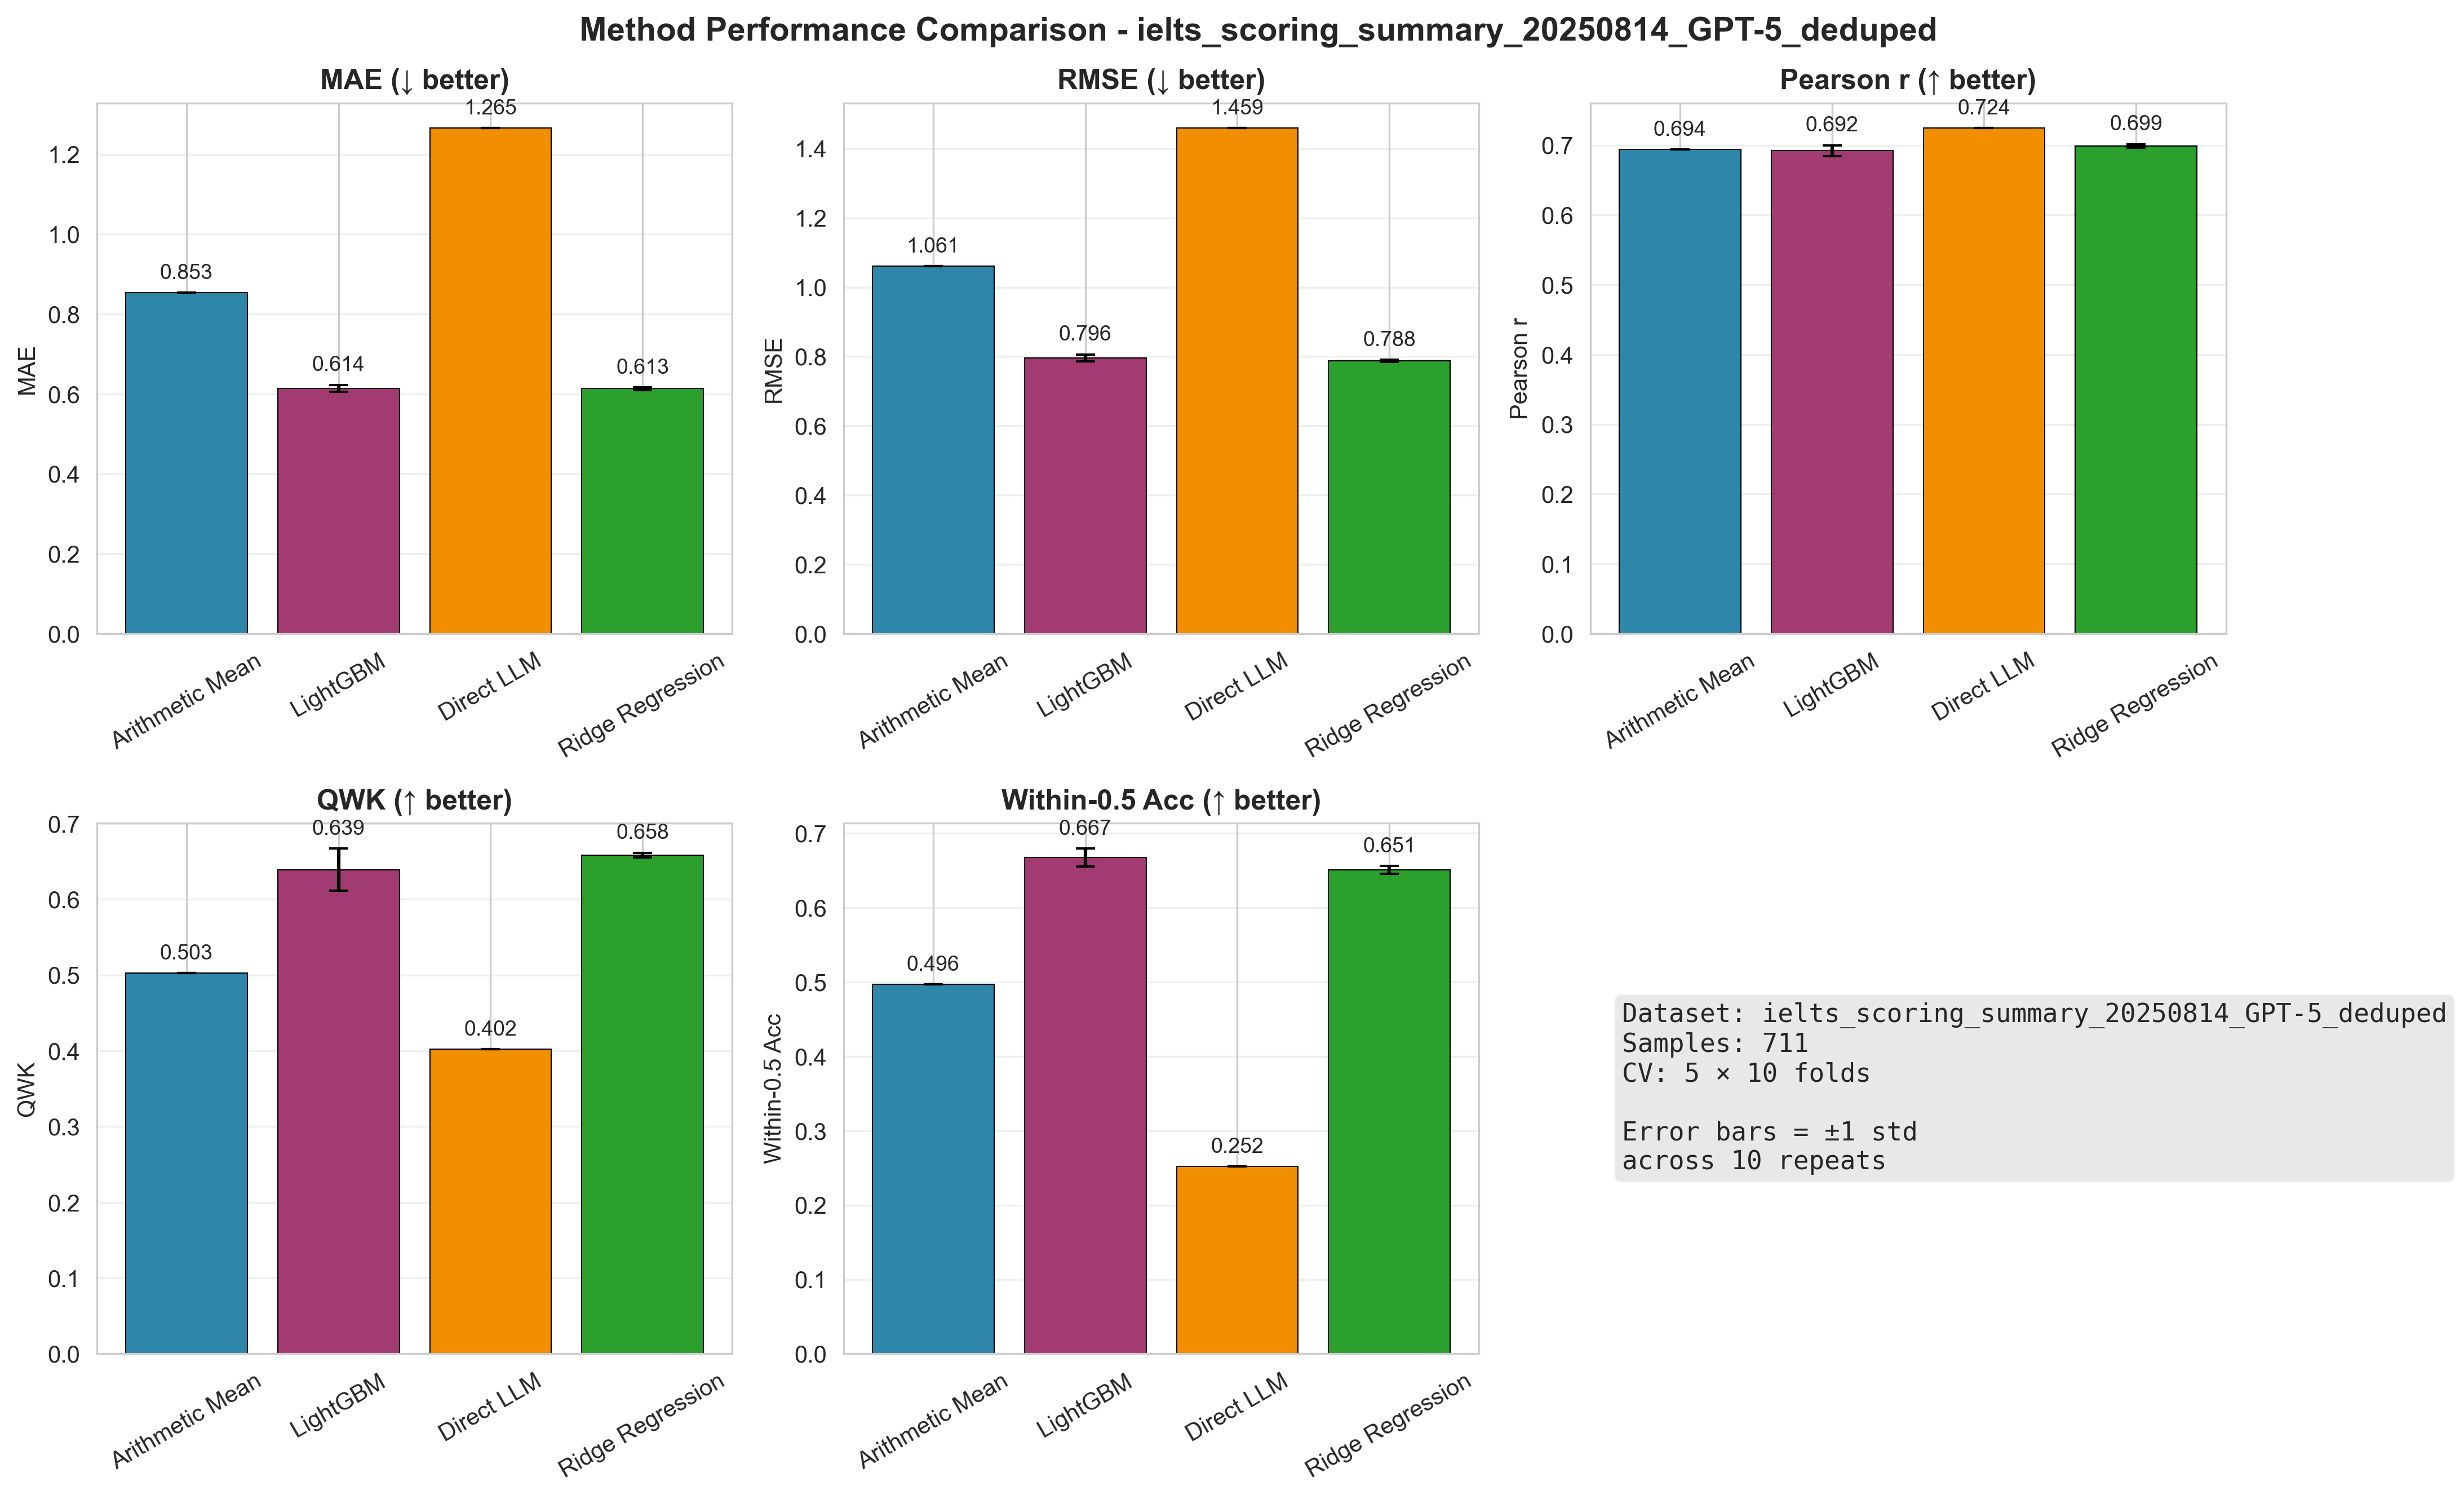 Method Performance Comparison - ielts_scoring_summary_20250814_GPT-5_deduped
MAE (↓ better)
1.265
0.853
0.614
0.613
1.2
1.0
0.8
0.6
0.4
0.2
0.0
MAE
Arithmetic Mean
LightGBM
Direct LLM
Ridge Regression
RMSE (↓ better)
1.459
1.061
0.796
0.788
1.4
1.2
1.0
0.8
0.6
0.4
0.2
0.0
RMSE
Arithmetic Mean
LightGBM
Direct LLM
Ridge Regression
Pearson r (↑ better)
0.694
0.692
0.724
0.699
0.7
0.6
0.5
0.4
0.3
0.2
0.1
0.0
Pearson r
Arithmetic Mean
LightGBM
Direct LLM
Ridge Regression
QWK (↑ better)
0.503
0.639
0.402
0.658
0.7
0.6
0.5
0.4
0.3
0.2
0.1
0.0
QWK
Arithmetic Mean
LightGBM
Direct LLM
Ridge Regression
Within-0.5 Acc (↑ better)
0.496
0.667
0.252
0.651
0.7
0.6
0.5
0.4
0.3
0.2
0.1
0.0
Within-0.5 Acc
Arithmetic Mean
LightGBM
Direct LLM
Ridge Regression
Dataset: ielts_scoring_summary_20250814_GPT-5_deduped
Samples: 711
CV: 5 × 10 folds
Error bars = ±1 std
across 10 repeats